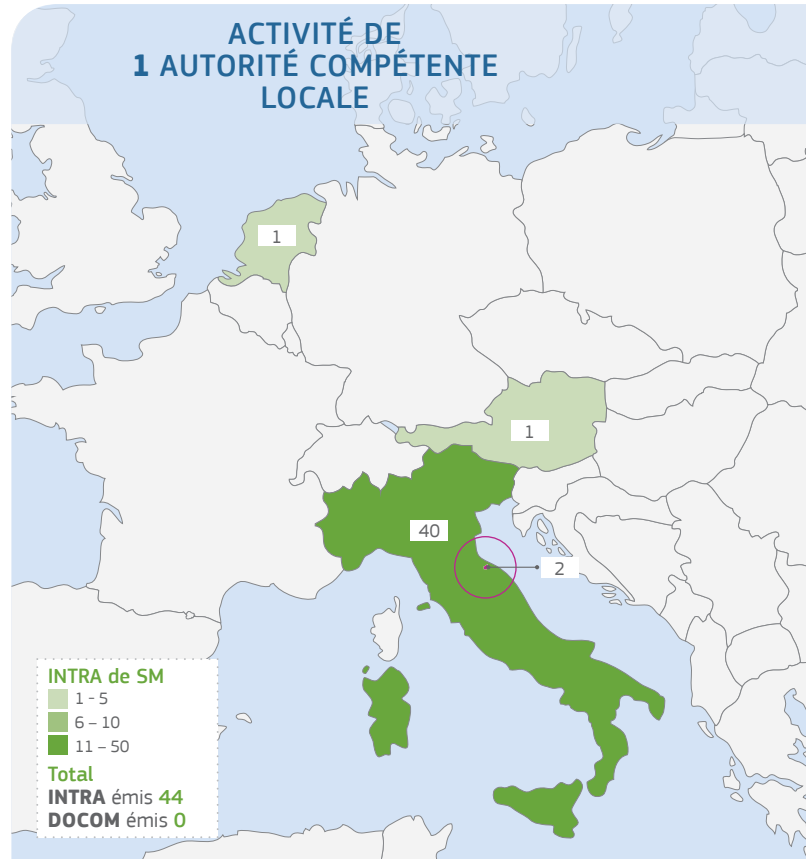 ACTIVITÉ DE
1 AUTORITÉ COMPÉTENTE
LOCALE
1
1
40
2
INTRA de SM
1 - 5
6 – 10
11 – 50
Total
INTRA émis 44
DOCOM émis 0